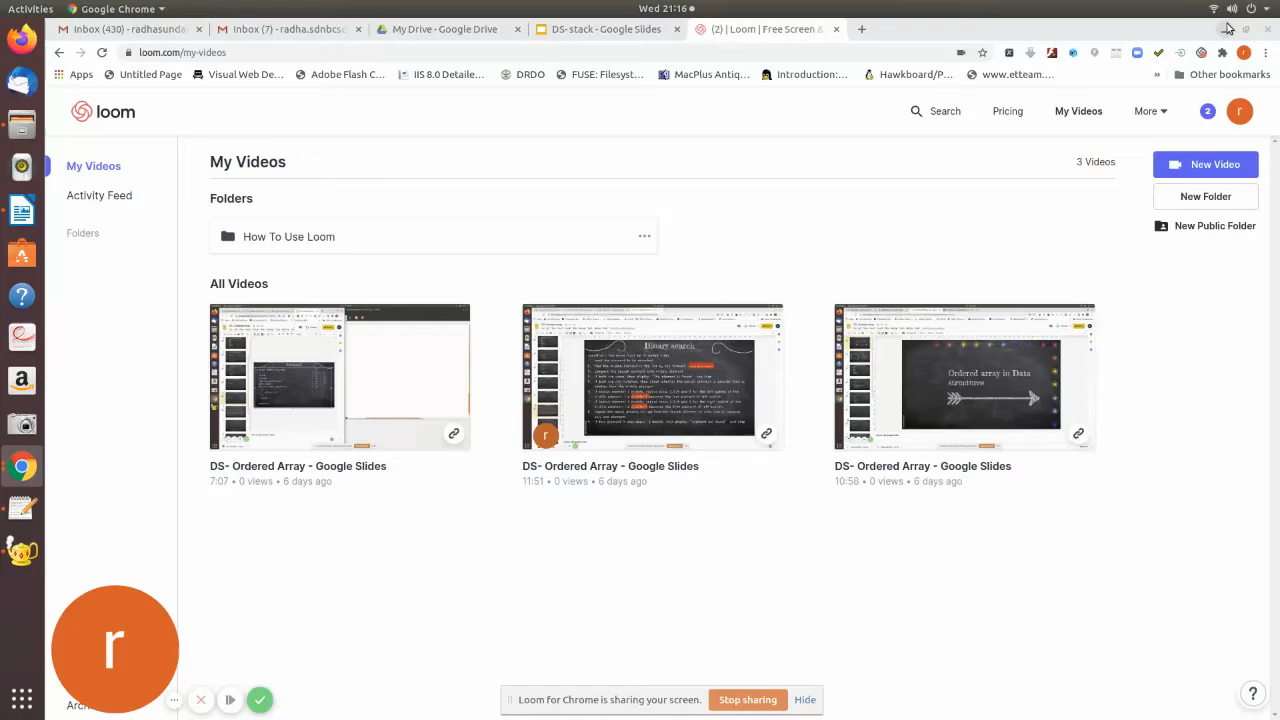 Activities
Google Chrome
Wed 21:16
Inbox (430) - radhasunda
Inbox (7) - radha.sdnbcs
My Drive - Google Drive
DS- stack - Google Slides
(2) | Loom | Free Screen &
loom.com/my-videos
Apps
Untitled Page
Visual Web De...
Adobe Flash C...
IIS 8.0 Detaile...
DRDO
FUSE: Filesyst...
MacPlus Antiq...
Introduction:...
Hawkboard/P...
www.etteam....
»
Other bookmarks
loom
Search
Pricing
My Videos
More
2
r
My Videos
Activity Feed
Folders
My Videos
3 Videos
New Video
New Folder
New Public Folder
Folders
How To Use Loom
All Videos
Binary search
Ordered array in Data
structures
r
DS- Ordered Array - Google Slides
7:07 • 0 views • 6 days ago
DS- Ordered Array - Google Slides
11:51 • 0 views • 6 days ago
DS- Ordered Array - Google Slides
10:58 • 0 views • 6 days ago
r
Loom for Chrome is sharing your screen.
Stop sharing
Hide
?